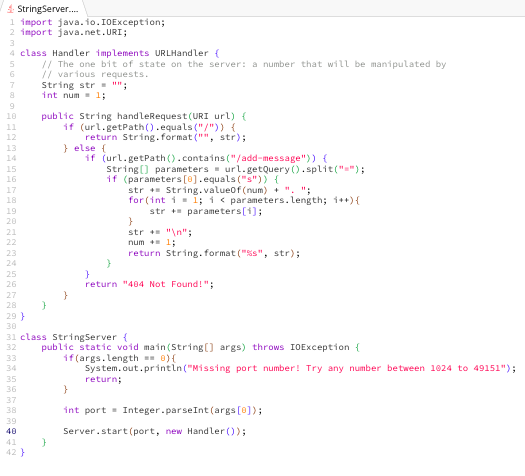 StringServer....
1 import java.io.IOException;
2 import java.net.URI;
3
4 class Handler implements URLHandler {
5     // The one bit of state on the server: a number that will be manipulated by
6     // various requests.
7     String str = "";
8     int num = 1;
9
10     public String handleRequest(URI url) {
11         if (url.getPath().equals("/")) {
12             return String.format("", str);
13         } else {
14             if (url.getPath().contains("/add-message")) {
15                 String[] parameters = url.getQuery().split("=");
16                 if (parameters[0].equals("s")) {
17                     str += String.valueOf(num) + ". ";
18                     for(int i = 1; i < parameters.length; i++){
19                         str += parameters[i];
20                     }
21                     str += "\n";
22                     num += 1;
23                     return String.format("%s", str);
24                 }
25             }
26             return "404 Not Found!";
27         }
28     }
29 }
30
31 class StringServer {
32     public static void main(String[] args) throws IOException {
33         if(args.length == 0){
34             System.out.println("Missing port number! Try any number between 1024 to 49151");
35             return;
36         }
37
38         int port = Integer.parseInt(args[0]);
39
40         Server.start(port, new Handler());
41     }
42 }